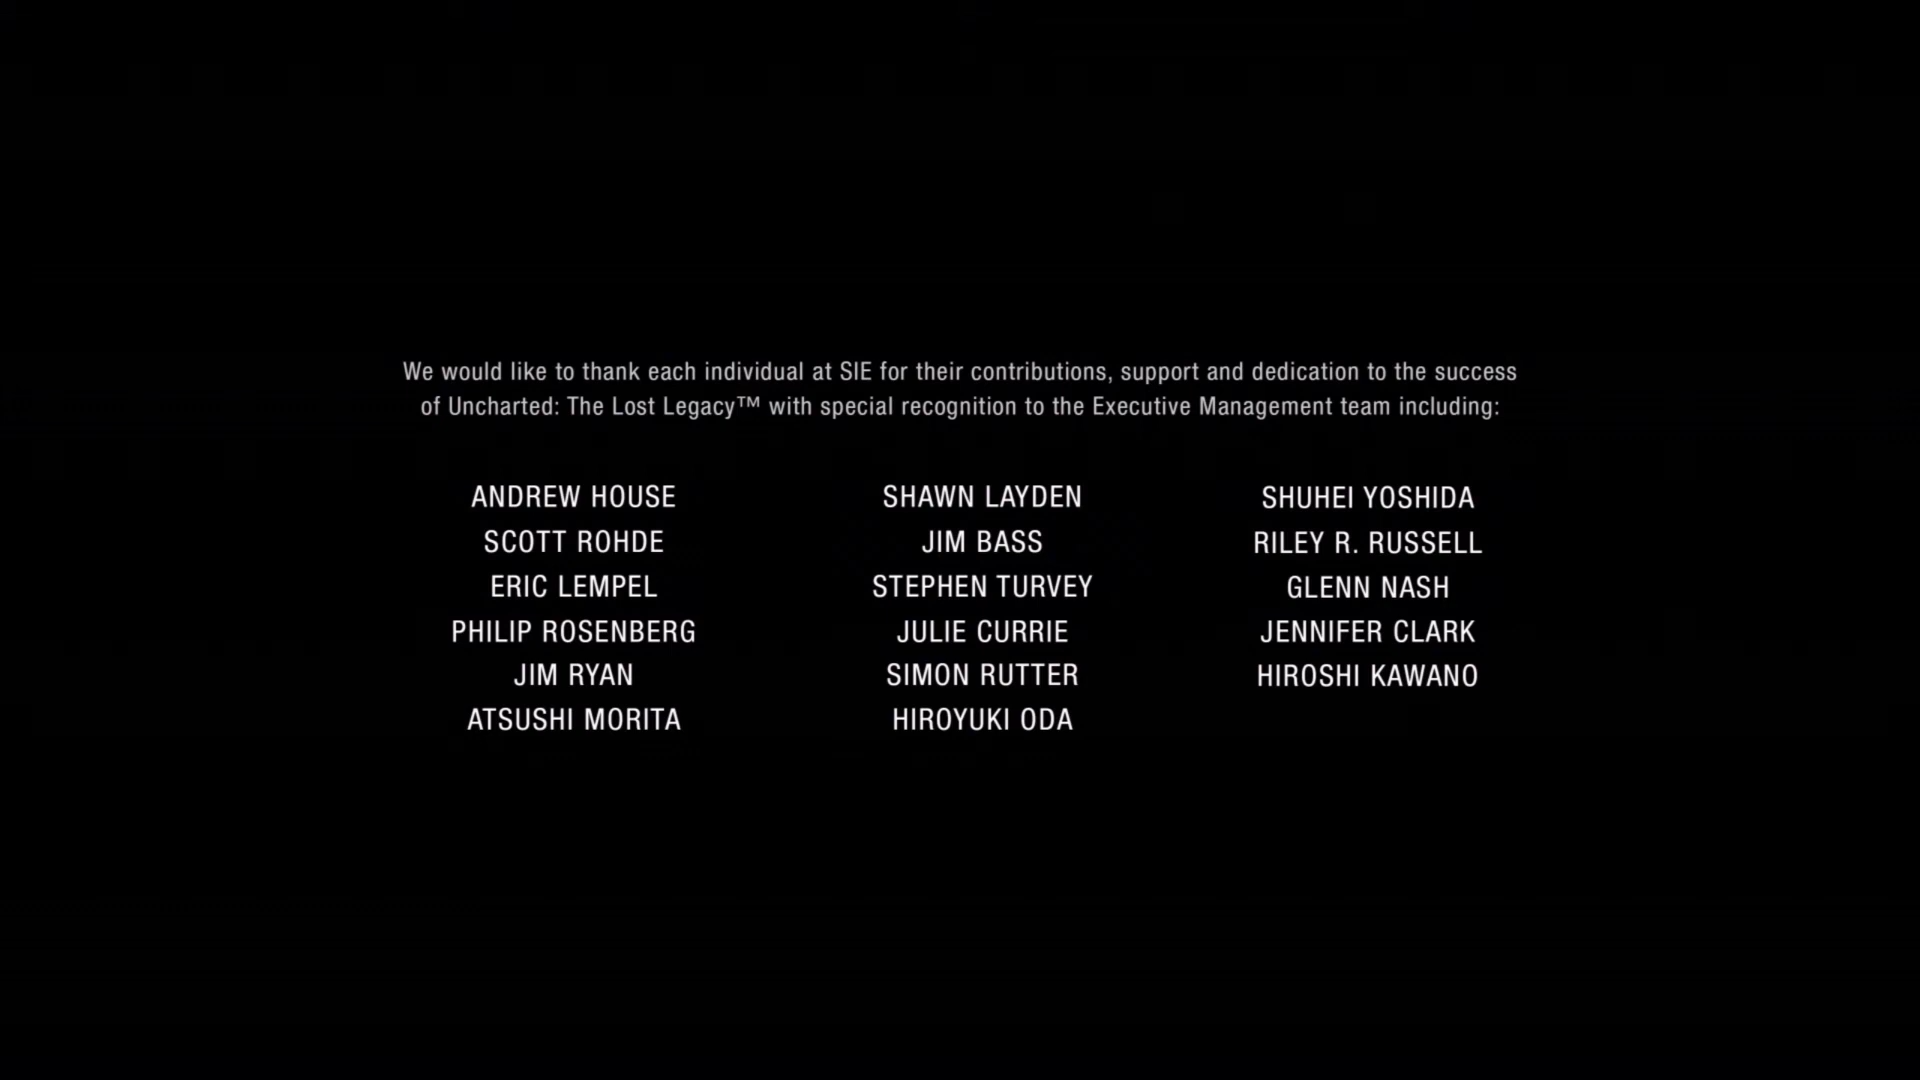 We would like to thank each individual at SIE for their contributions, support and dedication to the success
of Uncharted: The Lost Legacy™ with special recognition to the Executive Management team including:
ANDREW HOUSE SHAWN LAYDEN SHUHEI YOSHIDA
SCOTT ROHDE JIM BASS RILEY R. RUSSELL
ERIC LEMPEL STEPHEN TURVEY GLENN NASH
PHILIP ROSENBERG JULIE CURRIE JENNIFER CLARK
JIM RYAN SIMON RUTTER HIROSHI KAWANO
ATSUSHI MORITA HIROYUKI ODA